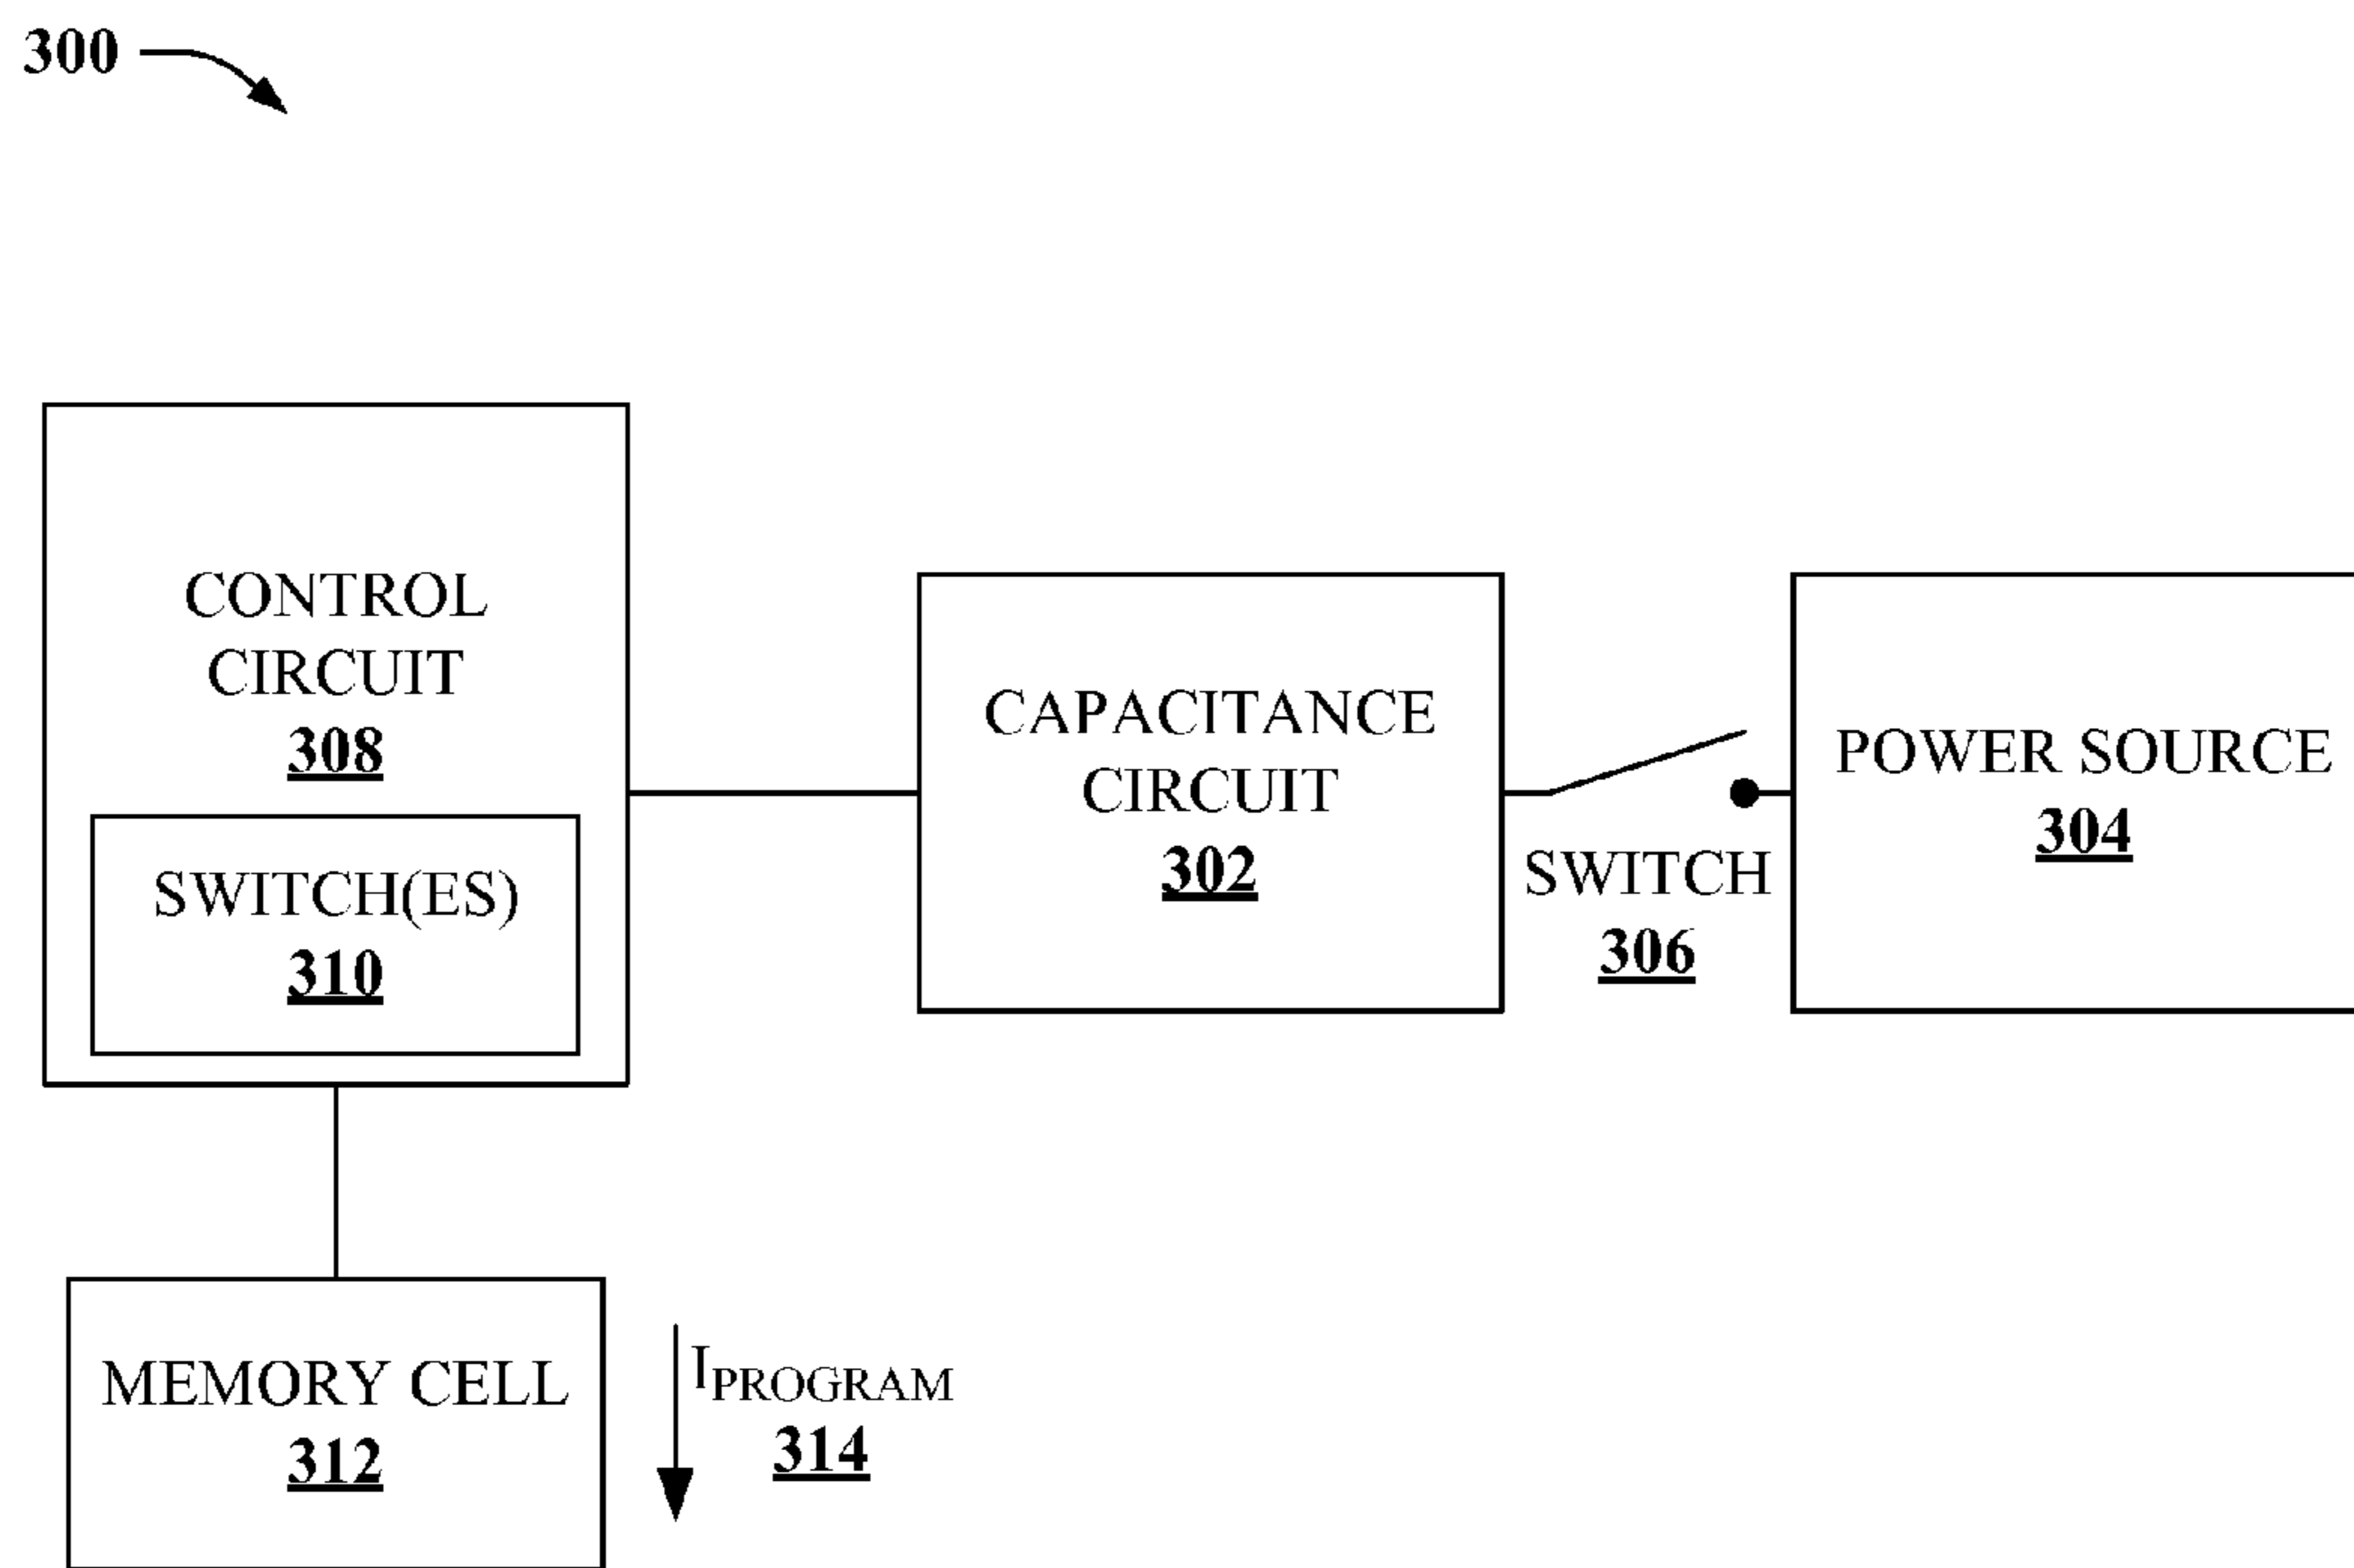 300
CONTROL
CIRCUIT
308
SWITCH(ES)
310
CAPACITANCE
CIRCUIT
302
SWITCH
306
POWER SOURCE
304
MEMORY CELL
312
IPROGRAM
314